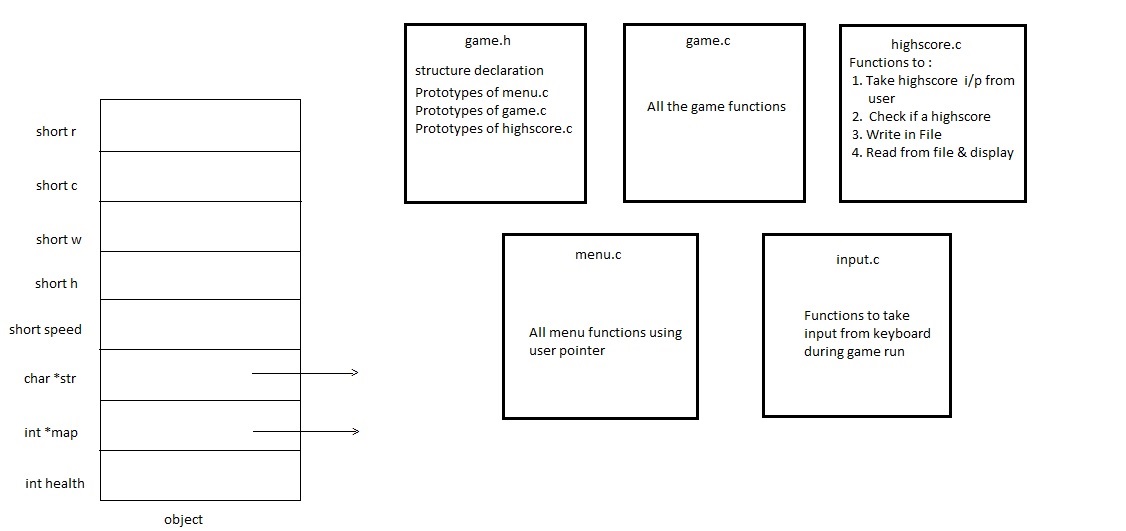 short r
short c
short w
short h
short speed
char *str
int *map
int health
object
game.h
structure declaration
Prototypes of menu.c
Prototypes of game.c
Prototypes of highscore.c
game.c
All the game functions
highscore.c
Functions to :
1. Take highscore i/p from
user
2. Check if a highscore
3. Write in File
4. Read from file & display
menu.c
All menu functions using
user pointer
input.c
Functions to take
input from keyboard
during game run